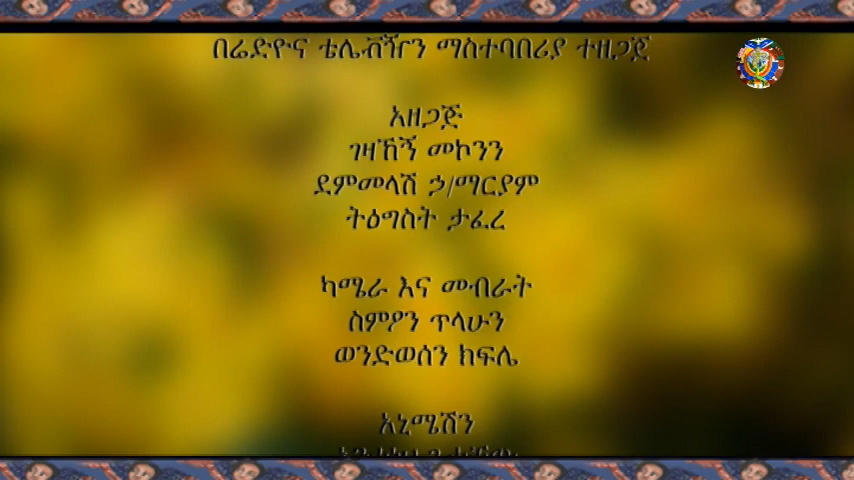 በሬድዮና ቴሌቭዥን ማስተባበሪያ ተዘጋጀ
አዘጋጅ
ገዛኸኝ መኮንን
ደምመላሽ ኃ/ማርያም
ትዕግስት ታፈረ
ካሜራ እና መብራት
ስምዖን ጥላሁን
ወንድወሰን ክፍሌ
አኒሜሽን